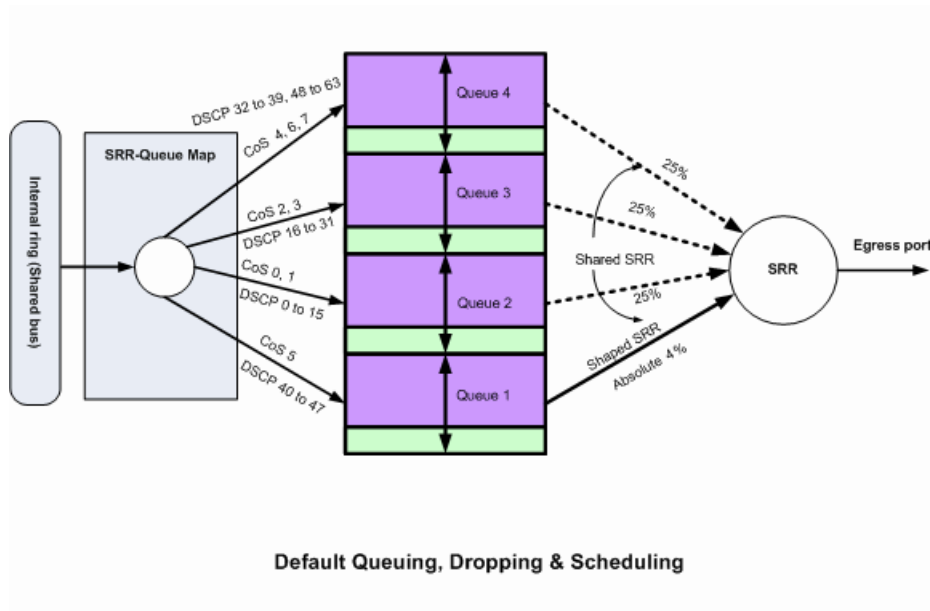 Internal ring (Shared bus)
SRR-Queue Map
DSCP 32 to 39, 48 to 63
CoS 4, 6, 7
CoS 2, 3
DSCP 16 to 31
CoS 0, 1
DSCP 0 to 15
CoS 5
DSCP 40 to 47
Queue 4
Queue 3
Queue 2
Queue 1
25%
25%
Shared SRR
25%
Shaped SRR
Absolute 4%
SRR
Egress port
Default Queuing, Dropping & Scheduling